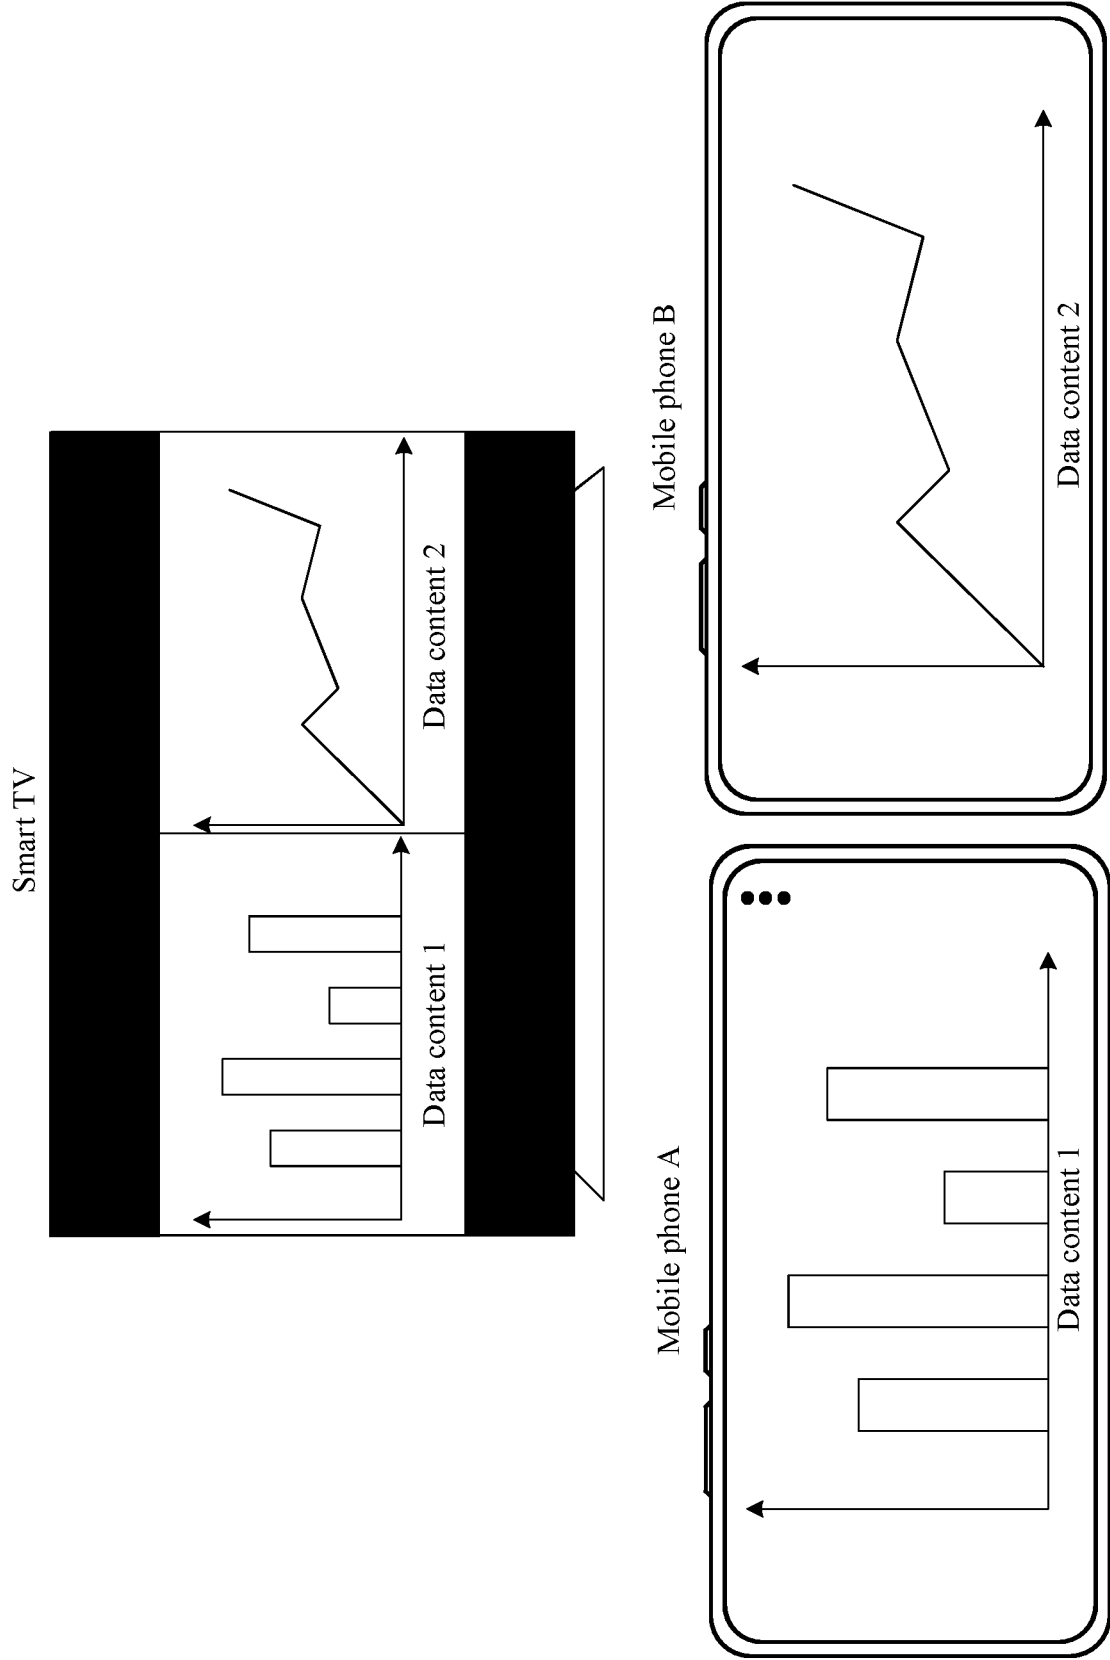 Smart TV
Data content 1
Data content 2
Mobile phone A
Mobile phone B
Data content 1
Data content 2